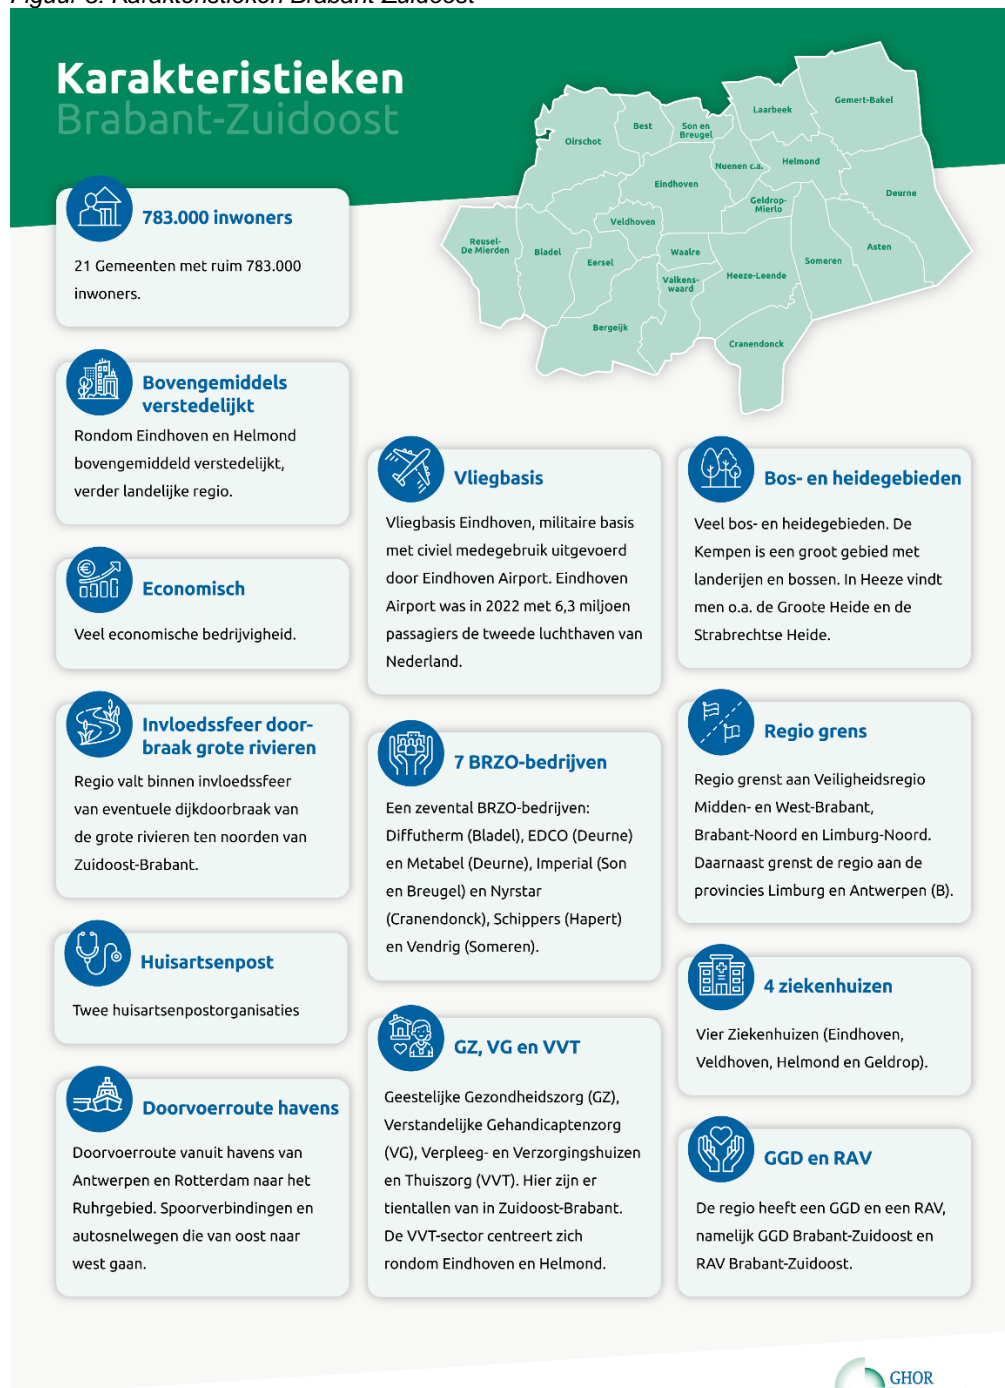 Figuur 3: Karakteristieken Brabant-Zuidoost
Karakteristieken
Brabant-Zuidoost
Gemert-Bakel
Laarbeek
Best
Son en
Breugel
Oirschot
Nuenen c.a.
Helmond
Eindhoven
Deurne
Geldrop-
Mierlo
Veldhoven
Reusel-
De Mierden
Bladel
Eersel
Waalre
Asten
Someren
Heeze-Leende
Valkens-
waard
Bergeijk
Cranendonck
783.000 inwoners
21 Gemeenten met ruim 783.000
inwoners.
Bovengemiddels
verstedelijkt
Rondom Eindhoven en Helmond
bovengemiddeld verstedelijkt,
verder landelijke regio.
Economisch
Veel economische bedrijvigheid.
Invloedssfeer door-
braak grote rivieren
Regio valt binnen invloedssfeer
van eventuele dijkdoorbraak van
de grote rivieren ten noorden van
Zuidoost-Brabant.
Huisartsenpost
Twee huisartsenpostorganisaties
Doorvoerroute havens
Doorvoerroute vanuit havens van
Antwerpen en Rotterdam naar het
Ruhrgebied. Spoorverbindingen en
autosnelwegen die van oost naar
west gaan.
Vliegbasis
Vliegbasis Eindhoven, militaire basis
met civiel medegebruik uitgevoerd
door Eindhoven Airport. Eindhoven
Airport was in 2022 met 6,3 miljoen
passagiers de tweede luchthaven van
Nederland.
7 BRZO-bedrijven
Een zevental BRZO-bedrijven:
Diffutherm (Bladel), EDCO (Deurne)
en Metabel (Deurne), Imperial (Son
en Breugel) en Nyrstar
(Cranendonck), Schippers (Hapert)
en Vendrig (Someren).
GZ, VG en VVT
Geestelijke Gezondheidszorg (GZ),
Verstandelijke Gehandicaptenzorg
(VG), Verpleeg- en Verzorgingshuizen
en Thuiszorg (VVT). Hier zijn er
tientallen van in Zuidoost-Brabant.
De VVT-sector centreert zich
rondom Eindhoven en Helmond.
Bos- en heidegebieden
Veel bos- en heidegebieden. De
Kempen is een groot gebied met
landerijen en bossen. In Heeze vindt
men o.a. de Groote Heide en de
Strabrechtse Heide.
Regio grens
Regio grenst aan Veiligheidsregio
Midden- en West-Brabant,
Brabant-Noord en Limburg-Noord.
Daarnaast grenst de regio aan de
provincies Limburg en Antwerpen (B).
4 ziekenhuizen
Vier Ziekenhuizen (Eindhoven,
Veldhoven, Helmond en Geldrop).
GGD en RAV
De regio heeft een GGD en een RAV,
namelijk GGD Brabant-Zuidoost en
RAV Brabant-Zuidoost.
GHOR